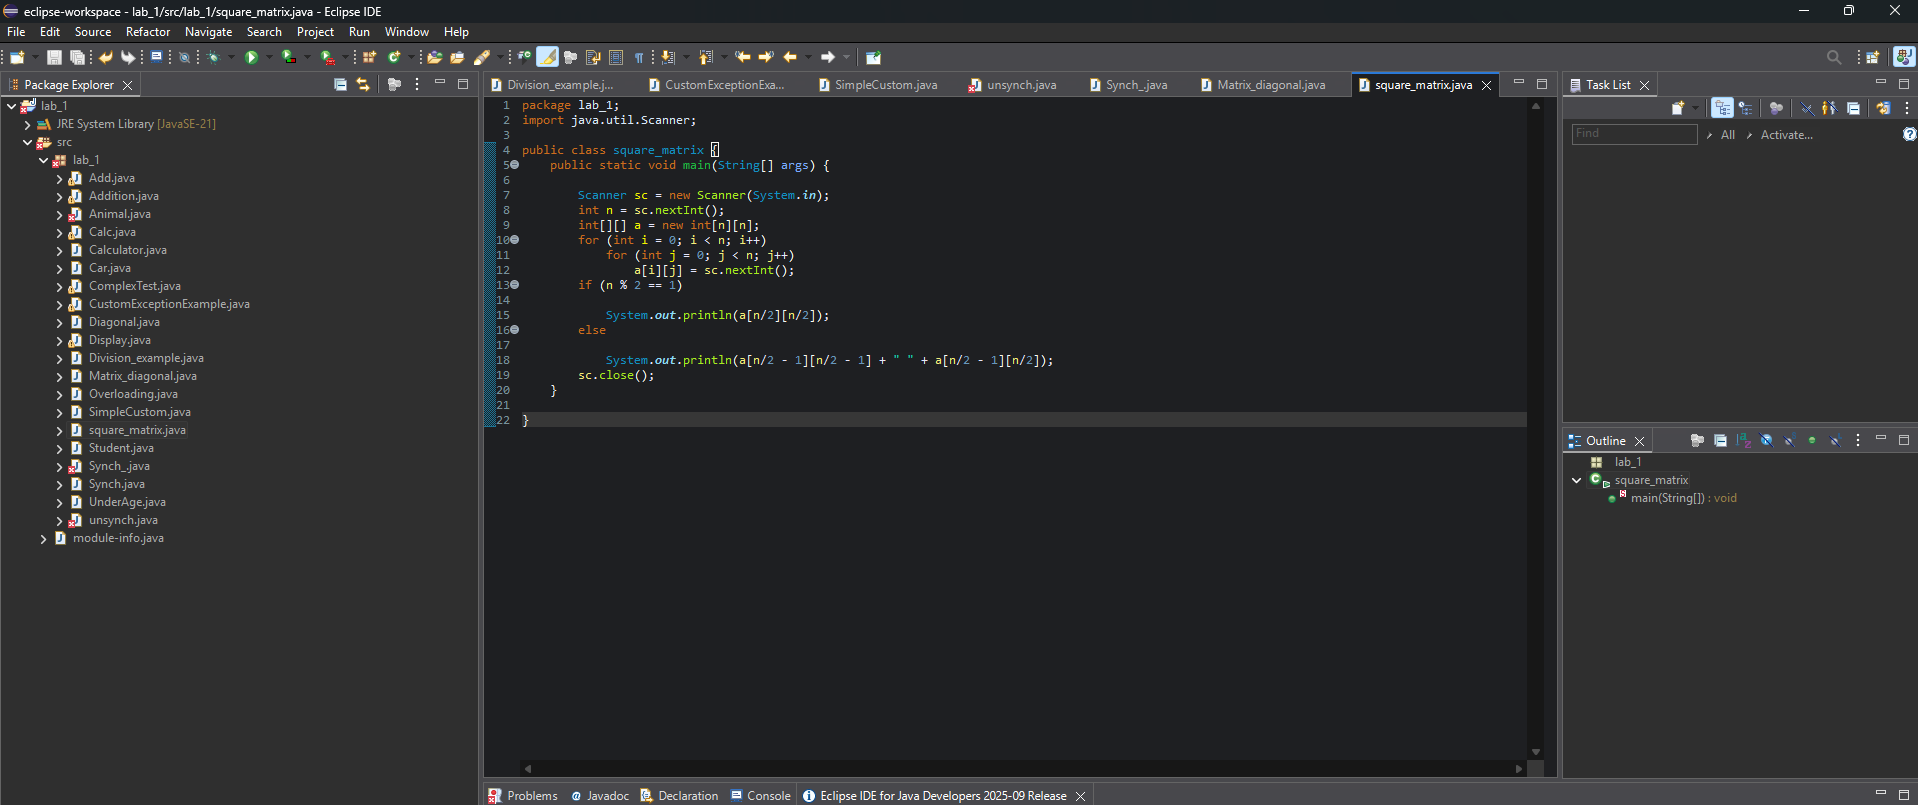 eclipse-workspace - lab_1/src/lab_1/square_matrix.java - Eclipse IDE
File Edit Source Refactor Navigate Search Project Run Window Help
Package Explorer
lab_1
JRE System Library [JavaSE-21]
src
lab_1
Add.java
Addition.java
Animal.java
Calc.java
Calculator.java
Car.java
ComplexTest.java
CustomExceptionExample.java
Diagonal.java
Display.java
Division_example.java
Matrix_diagonal.java
Overloading.java
SimpleCustom.java
square_matrix.java
Student.java
Synch_.java
Synch.java
UnderAge.java
unsynch.java
module-info.java
Division_example.j... CustomExceptionExa... SimpleCustom.java unsynch.java Synch_.java Matrix_diagonal.java square_matrix.java
1 package lab_1;
2 import java.util.Scanner;
3
4 public class square_matrix {
5 public static void main(String[] args) {
6
7 Scanner sc = new Scanner(System.in);
8 int n = sc.nextInt();
9 int[][] a = new int[n][n];
10 for (int i = 0; i < n; i++)
11 for (int j = 0; j < n; j++)
12 a[i][j] = sc.nextInt();
13 if (n % 2 == 1)
14
15 System.out.println(a[n/2][n/2]);
16 else
17
18 System.out.println(a[n/2 - 1][n/2 - 1] + " " + a[n/2 - 1][n/2]);
19 sc.close();
20 }
21
22 }
Task List
Find All Activate...
Outline
lab_1
square_matrix
main(String[]) : void
Problems Javadoc Declaration Console Eclipse IDE for Java Developers 2025-09 Release